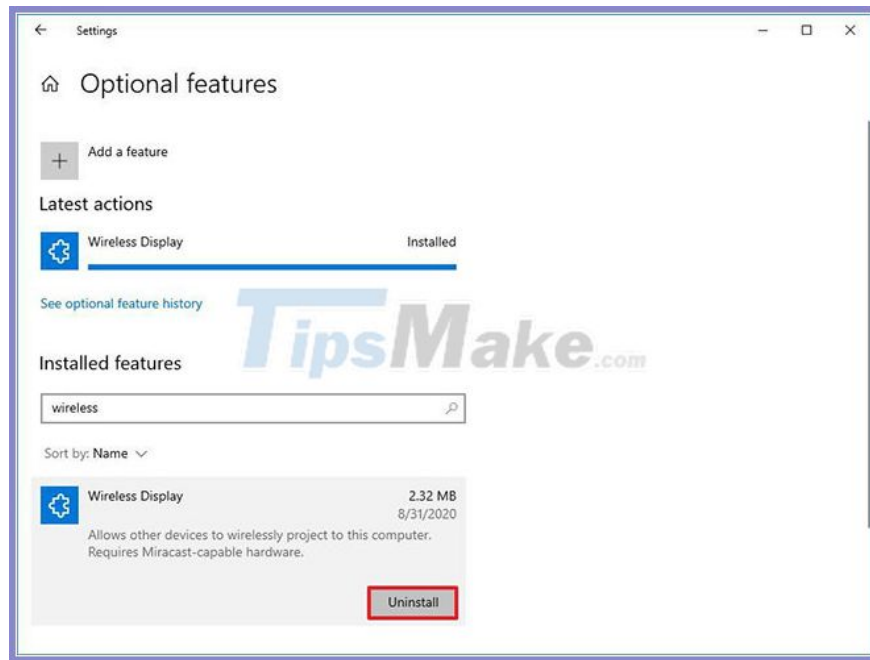 Settings
Optional features
Add a feature
Latest actions
Wireless Display Installed
See optional feature history
TipsMake.com
Installed features
wireless
Sort by: Name
Wireless Display 2.32 MB
8/31/2020
Allows other devices to wirelessly project to this computer.
Requires Miracast-capable hardware.
Uninstall